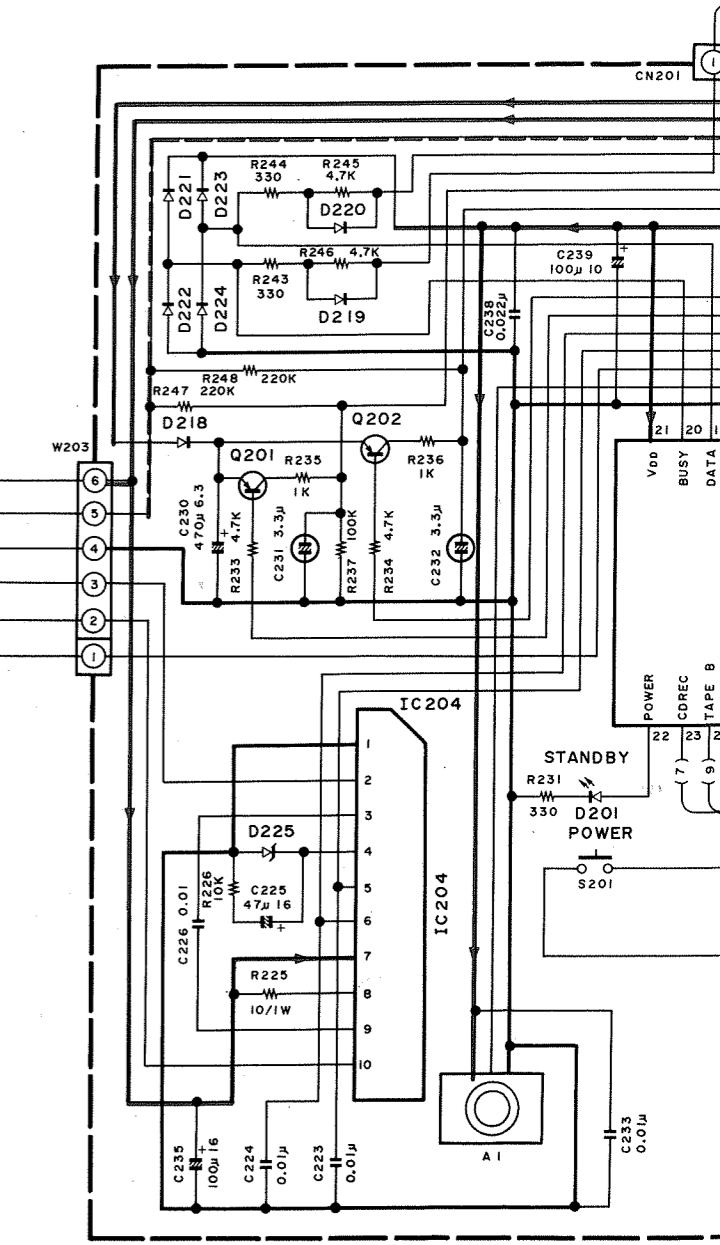 1
CN201
R244
330
R245
4.7K
D221
D223
D220
R246 4.7K
R243
330
D222
D224
D219
C239
100µ 10
+
C238
0.022µ
R248 220K
R247 220K
D218
Q202
Q201
R235
1K
R236
1K
W203
6
5
4
3
2
1
C230
470µ 6.3
+
R233
4.7K
C231 3.3µ
R237 100K
R234 4.7K
C232 3.3µ
21
20
VDD
BUSY
DATA
POWER
CDREC
TAPE B
22
23
2
(7)
(9)
IC204
1
2
3
4
5
6
7
8
9
10
IC204
D225
R226
10K
C225
47µ 16
+
C226 0.01
R225
10/1W
STANDBY
R231
330
D201
POWER
S201
A1
C235
100µ 16
+
C224
0.01µ
C223
0.01µ
C233
0.01µ